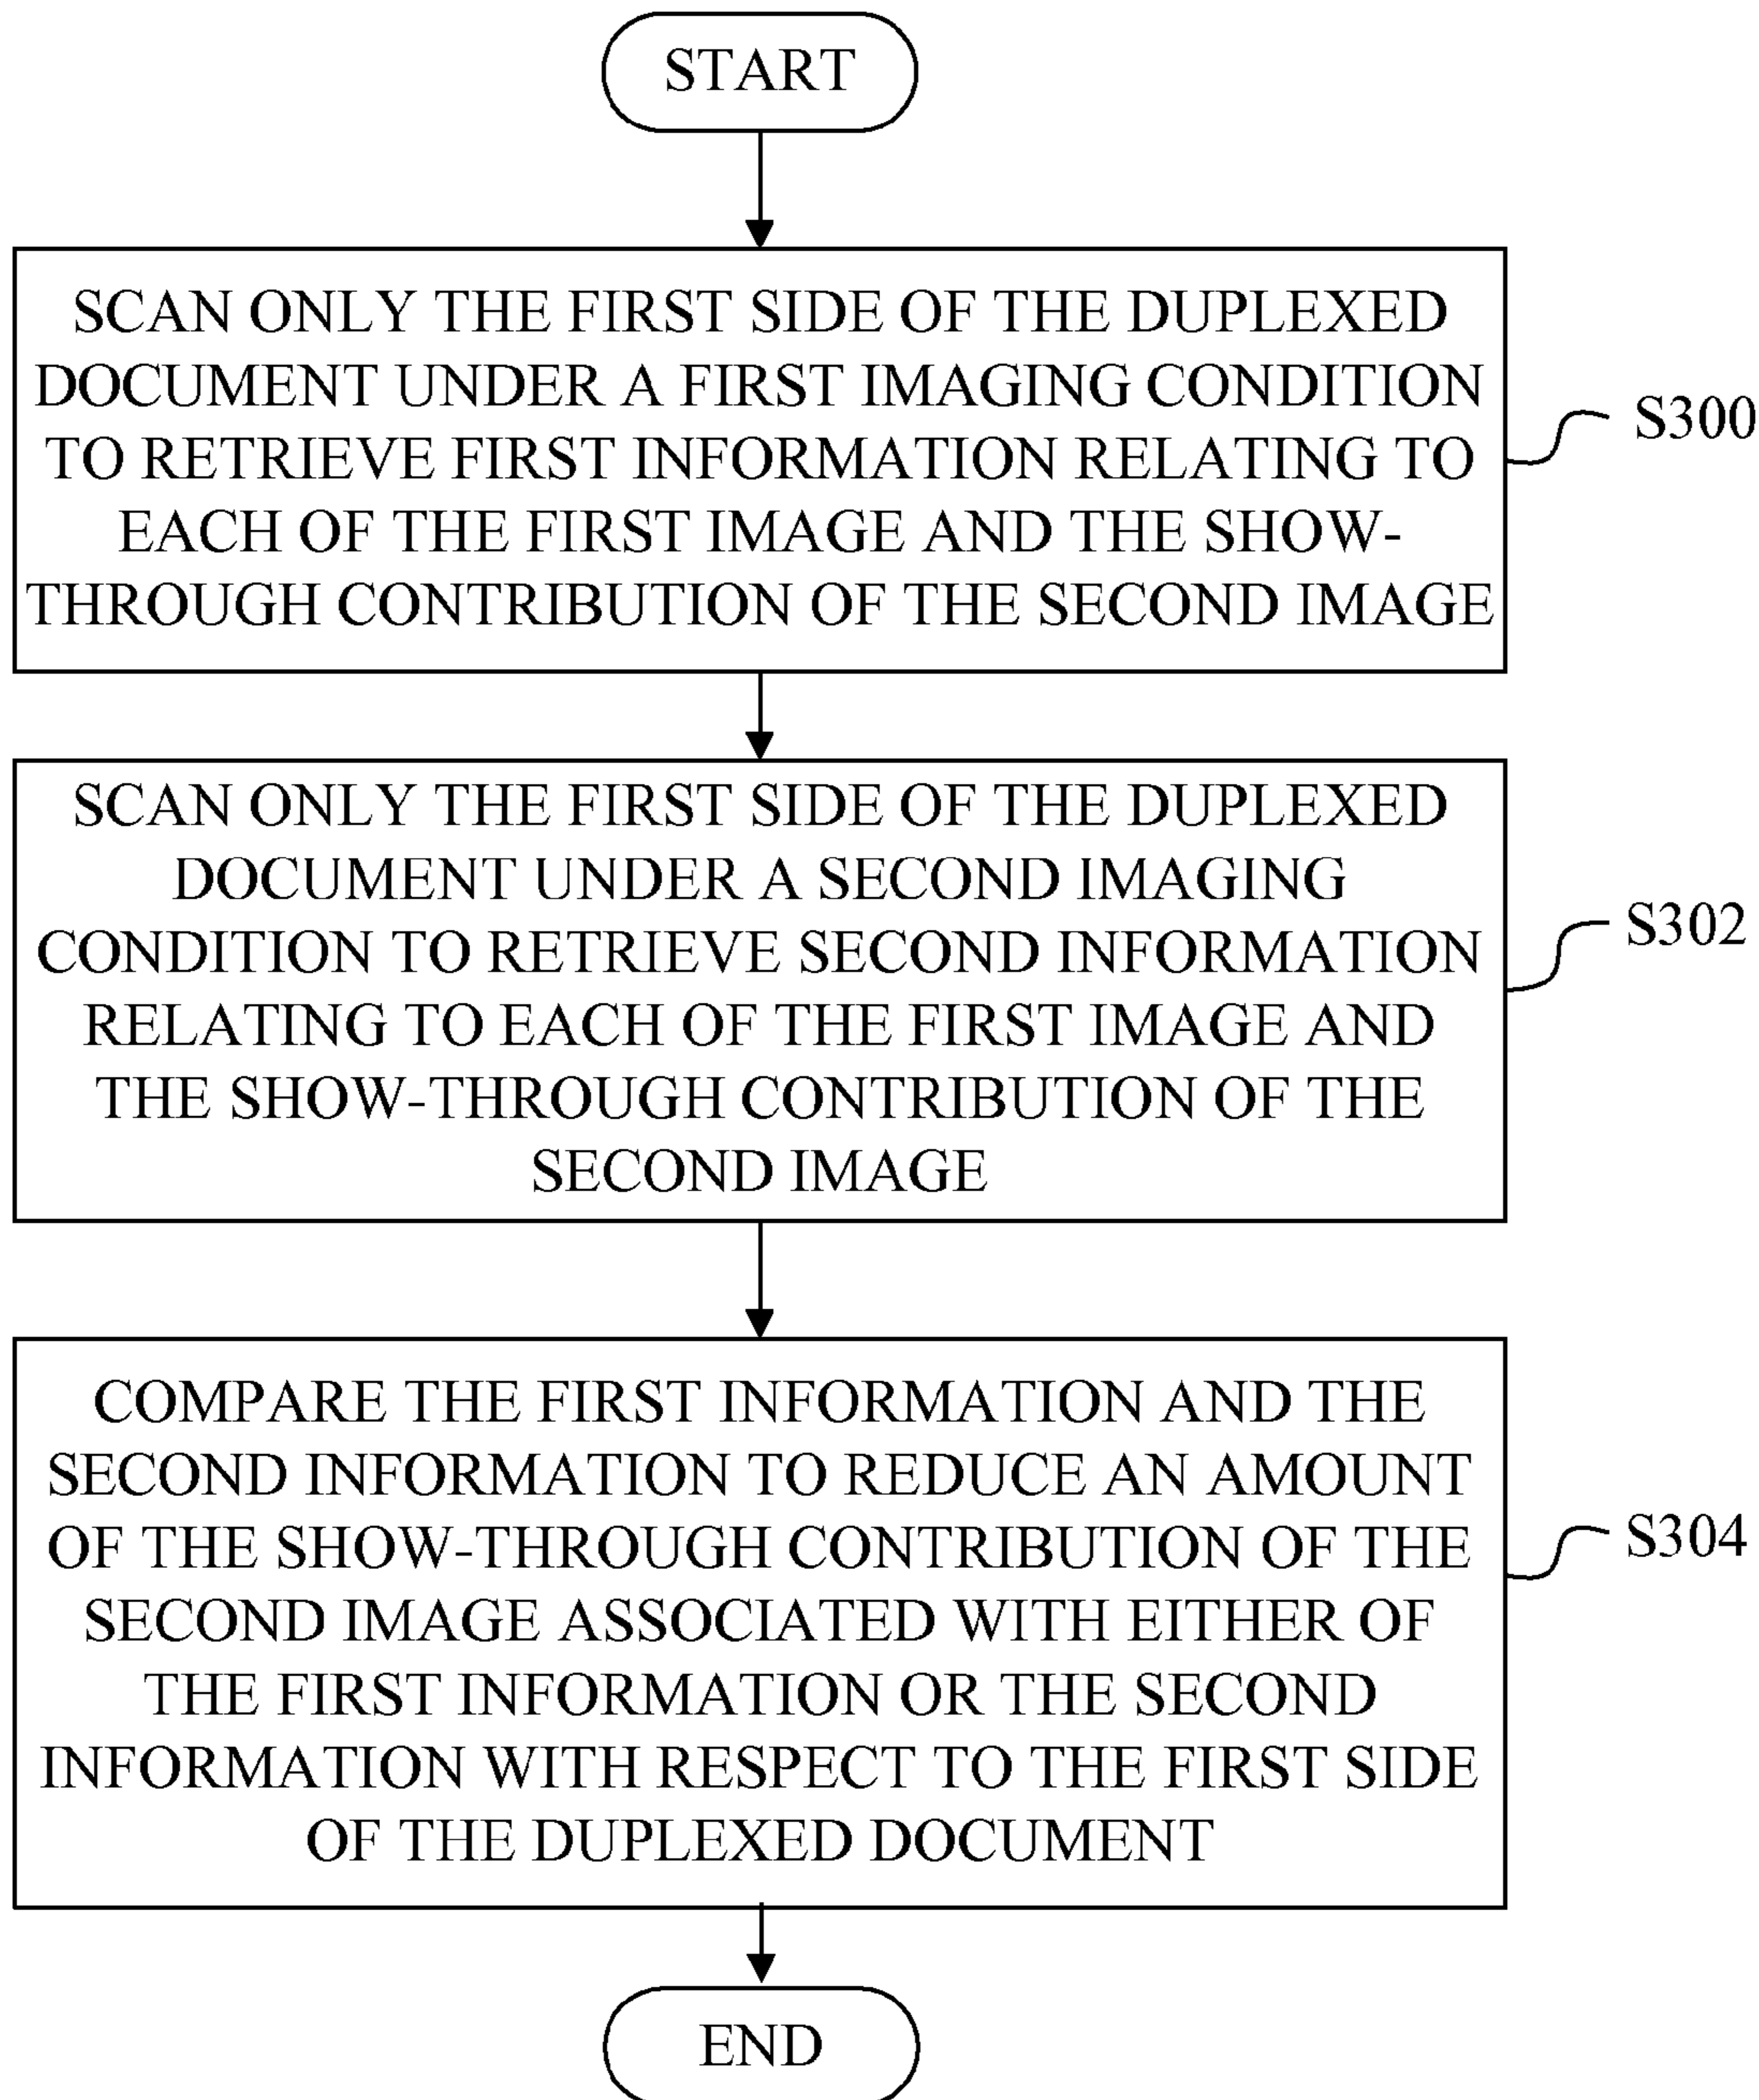 START
SCAN ONLY THE FIRST SIDE OF THE DUPLEXED
DOCUMENT UNDER A FIRST IMAGING CONDITION
TO RETRIEVE FIRST INFORMATION RELATING TO
EACH OF THE FIRST IMAGE AND THE SHOW-
THROUGH CONTRIBUTION OF THE SECOND IMAGE
S300
SCAN ONLY THE FIRST SIDE OF THE DUPLEXED
DOCUMENT UNDER A SECOND IMAGING
CONDITION TO RETRIEVE SECOND INFORMATION
RELATING TO EACH OF THE FIRST IMAGE AND
THE SHOW-THROUGH CONTRIBUTION OF THE
SECOND IMAGE
S302
COMPARE THE FIRST INFORMATION AND THE
SECOND INFORMATION TO REDUCE AN AMOUNT
OF THE SHOW-THROUGH CONTRIBUTION OF THE
SECOND IMAGE ASSOCIATED WITH EITHER OF
THE FIRST INFORMATION OR THE SECOND
INFORMATION WITH RESPECT TO THE FIRST SIDE
OF THE DUPLEXED DOCUMENT
S304
END